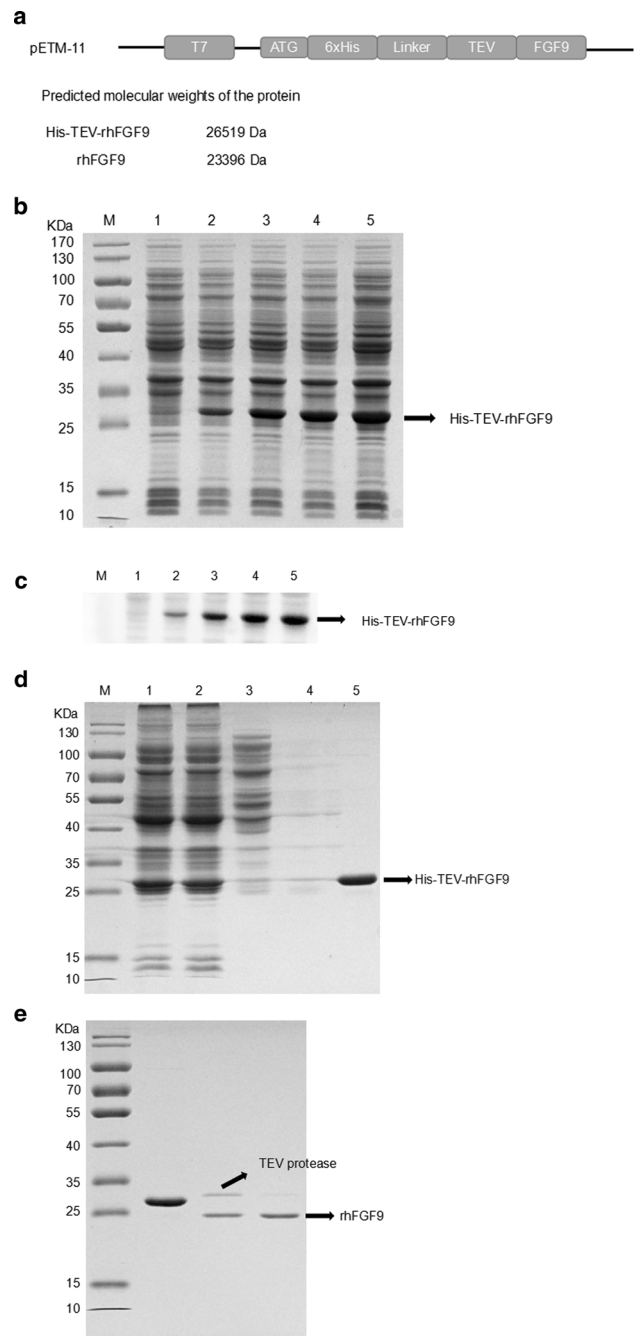 a
pETM-11 T7 ATG 6xHis Linker TEV FGF9
Predicted molecular weights of the protein
His-TEV-rhFGF9 26519 Da
rhFGF9 23396 Da
b
KDa M 1 2 3 4 5
170
130
100
70
55
40
35
25
15
10
His-TEV-rhFGF9
c
M 1 2 3 4 5
His-TEV-rhFGF9
d
M 1 2 3 4 5
KDa
130
100
70
55
40
35
25
15
10
His-TEV-rhFGF9
e
KDa
130
100
70
55
40
35
25
15
10
TEV protease
rhFGF9